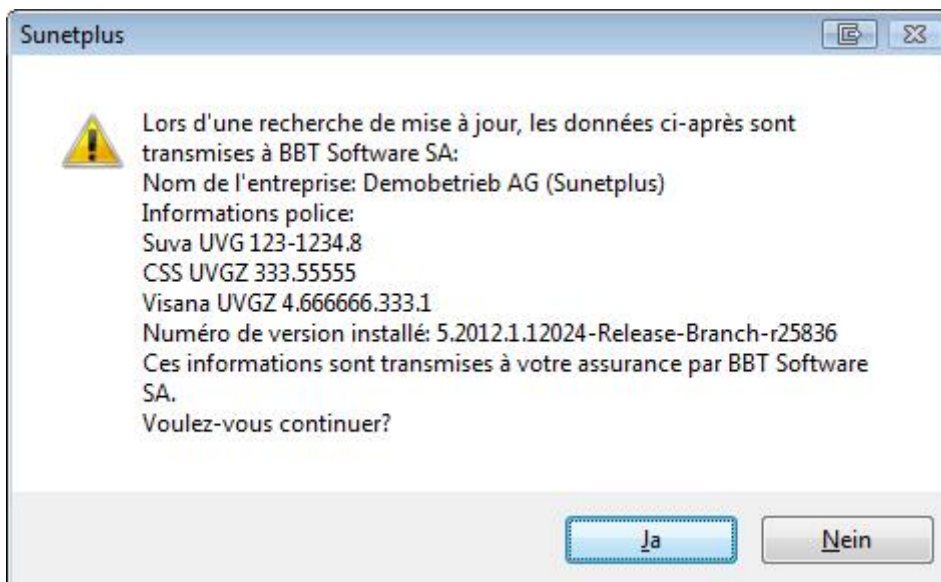 Sunetplus
Lors d'une recherche de mise à jour, les données ci-après sont
transmises à BBT Software SA:
Nom de l'entreprise: Demobetrieb AG (Sunetplus)
Informations police:
Suva UVG 123-1234.8
CSS UVGZ 333.55555
Visana UVGZ 4.666666.333.1
Numéro de version installé: 5.2012.1.12024-Release-Branch-r25836
Ces informations sont transmises à votre assurance par BBT Software
SA.
Voulez-vous continuer?
Ja
Nein